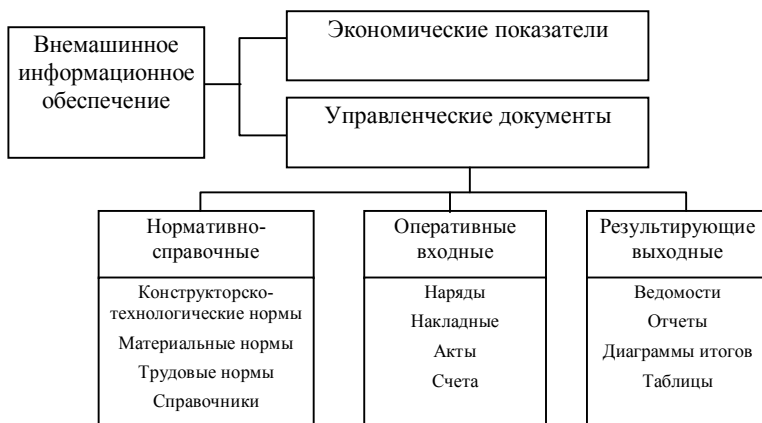 Внемашинное
информационное
обеспечение
Экономические показатели
Управленческие документы
Нормативно-
справочные
Конструкторско-
технологические нормы
Материальные нормы
Трудовые нормы
Справочники
Оперативные
входные
Наряды
Накладные
Акты
Счета
Результирующие
выходные
Ведомости
Отчеты
Диаграммы итогов
Таблицы